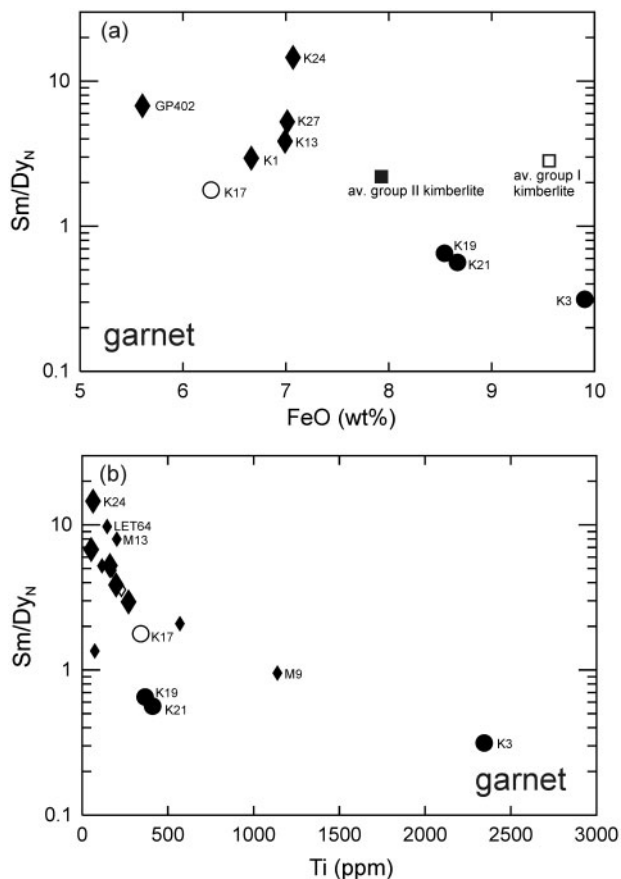 (a)
K24
10
GP402
K27
K13
K1
av. group I
kimberlite
av. group II kimberlite
K17
Sm/DyN
1
K19
K21
K3
garnet
0.1
5 6 7 8 9 10
FeO (wt%)
(b)
K24
10
LET64
M13
K17
Sm/DyN
1
M9
K19
K21
K3
garnet
0.1
0 500 1000 1500 2000 2500 3000
Ti (ppm)